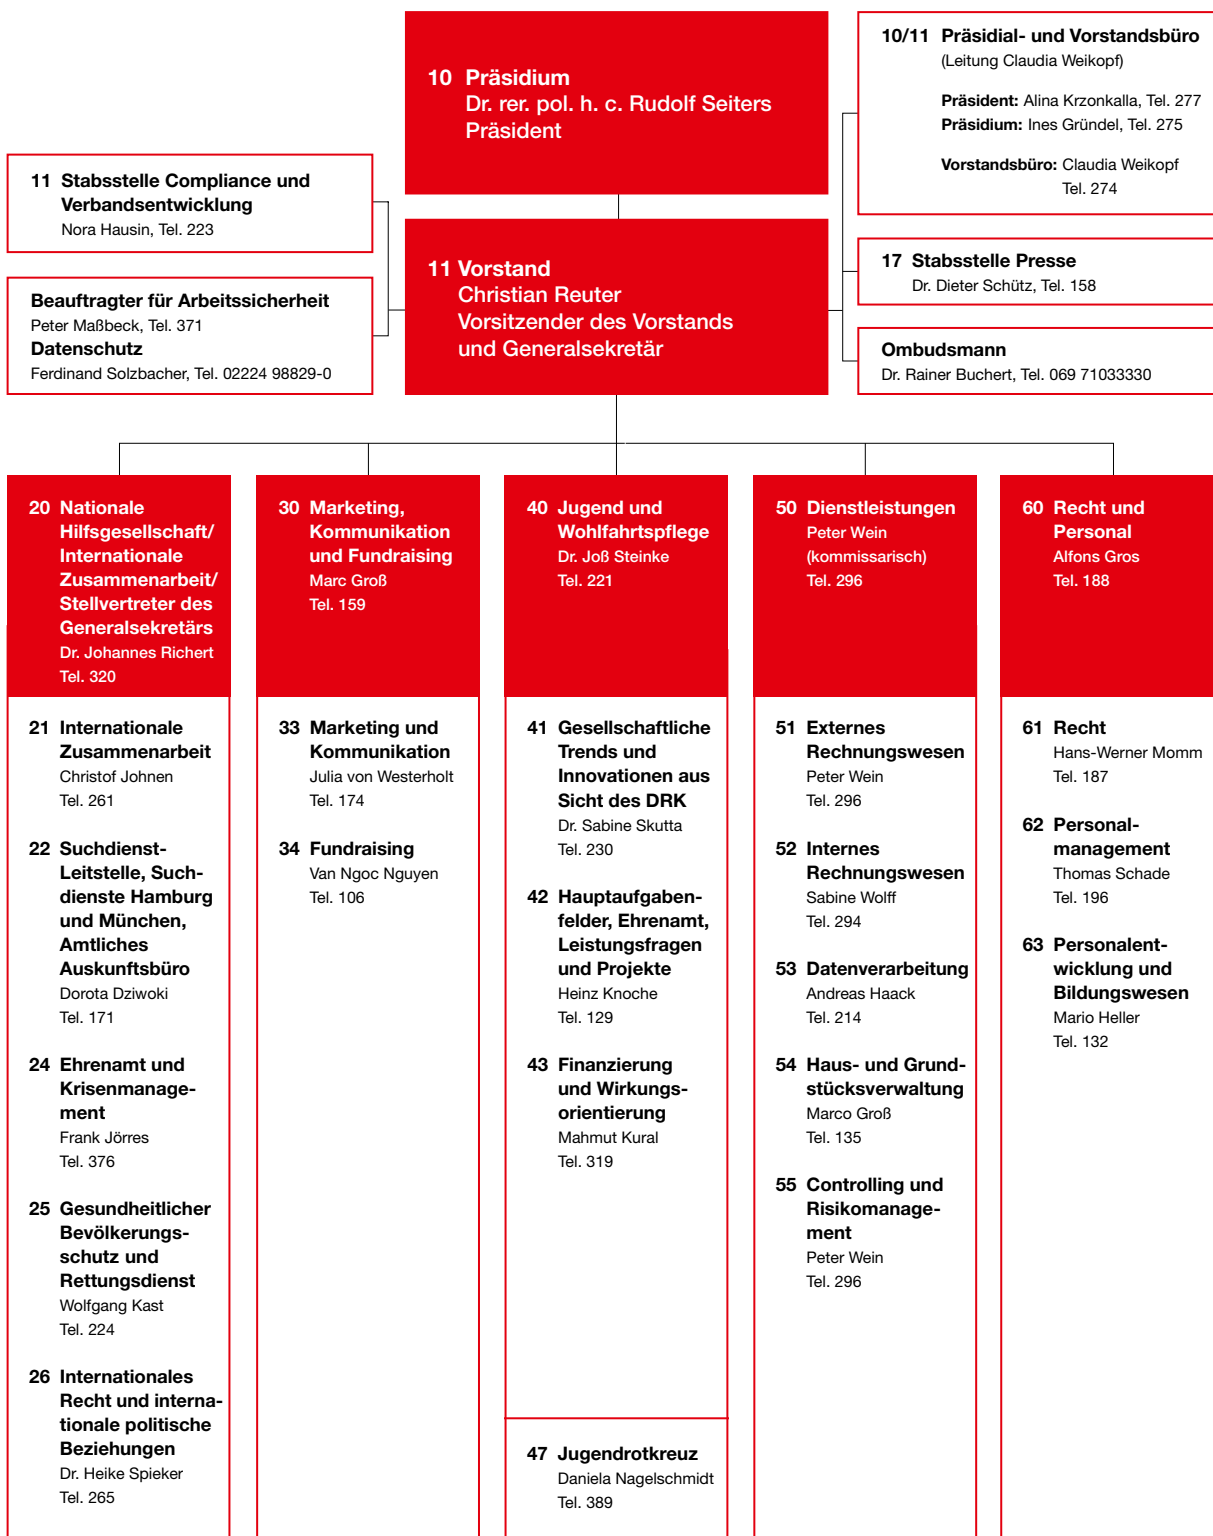 10 Präsidium
Dr. rer. pol. h. c. Rudolf Seiters
Präsident
10/11 Präsidial- und Vorstandsbüro
(Leitung Claudia Weikopf)
Präsident: Alina Krzonkalla, Tel. 277
Präsidium: Ines Gründel, Tel. 275
Vorstandsbüro: Claudia Weikopf
Tel. 274
11 Stabsstelle Compliance und
Verbandsentwicklung
Nora Hausin, Tel. 223
11 Vorstand
Christian Reuter
Vorsitzender des Vorstands
und Generalsekretär
17 Stabsstelle Presse
Dr. Dieter Schütz, Tel. 158
Beauftragter für Arbeitssicherheit
Peter Maßbeck, Tel. 371
Datenschutz
Ferdinand Solzbacher, Tel. 02224 98829-0
Ombudsmann
Dr. Rainer Buchert, Tel. 069 71033330
20 Nationale
Hilfsgesellschaft/
Internationale
Zusammenarbeit/
Stellvertreter des
Generalsekretärs
Dr. Johannes Richert
Tel. 320
21 Internationale
Zusammenarbeit
Christof Johnen
Tel. 261
22 Suchdienst-
Leitstelle, Such-
dienste Hamburg
und München,
Amtliches
Auskunftsbüro
Dorota Dziwoki
Tel. 171
24 Ehrenamt und
Krisenmanage-
ment
Frank Jörres
Tel. 376
25 Gesundheitlicher
Bevölkerungs-
schutz und
Rettungsdienst
Wolfgang Kast
Tel. 224
26 Internationales
Recht und interna-
tionale politische
Beziehungen
Dr. Heike Spieker
Tel. 265
30 Marketing,
Kommunikation
und Fundraising
Marc Groß
Tel. 159
33 Marketing und
Kommunikation
Julia von Westerholt
Tel. 174
34 Fundraising
Van Ngoc Nguyen
Tel. 106
40 Jugend und
Wohlfahrtspflege
Dr. Joß Steinke
Tel. 221
41 Gesellschaftliche
Trends und
Innovationen aus
Sicht des DRK
Dr. Sabine Skutta
Tel. 230
42 Hauptaufgaben-
felder, Ehrenamt,
Leistungsfragen
und Projekte
Heinz Knoche
Tel. 129
43 Finanzierung
und Wirkungs-
orientierung
Mahmut Kural
Tel. 319
47 Jugendrotkreuz
Daniela Nagelschmidt
Tel. 389
50 Dienstleistungen
Peter Wein
(kommissarisch)
Tel. 296
51 Externes
Rechnungswesen
Peter Wein
Tel. 296
52 Internes
Rechnungswesen
Sabine Wolff
Tel. 294
53 Datenverarbeitung
Andreas Haack
Tel. 214
54 Haus- und Grund-
stücksverwaltung
Marco Groß
Tel. 135
55 Controlling und
Risikomanage-
ment
Peter Wein
Tel. 296
60 Recht und
Personal
Alfons Gros
Tel. 188
61 Recht
Hans-Werner Momm
Tel. 187
62 Personal-
management
Thomas Schade
Tel. 196
63 Personalent-
wicklung und
Bildungswesen
Mario Heller
Tel. 132